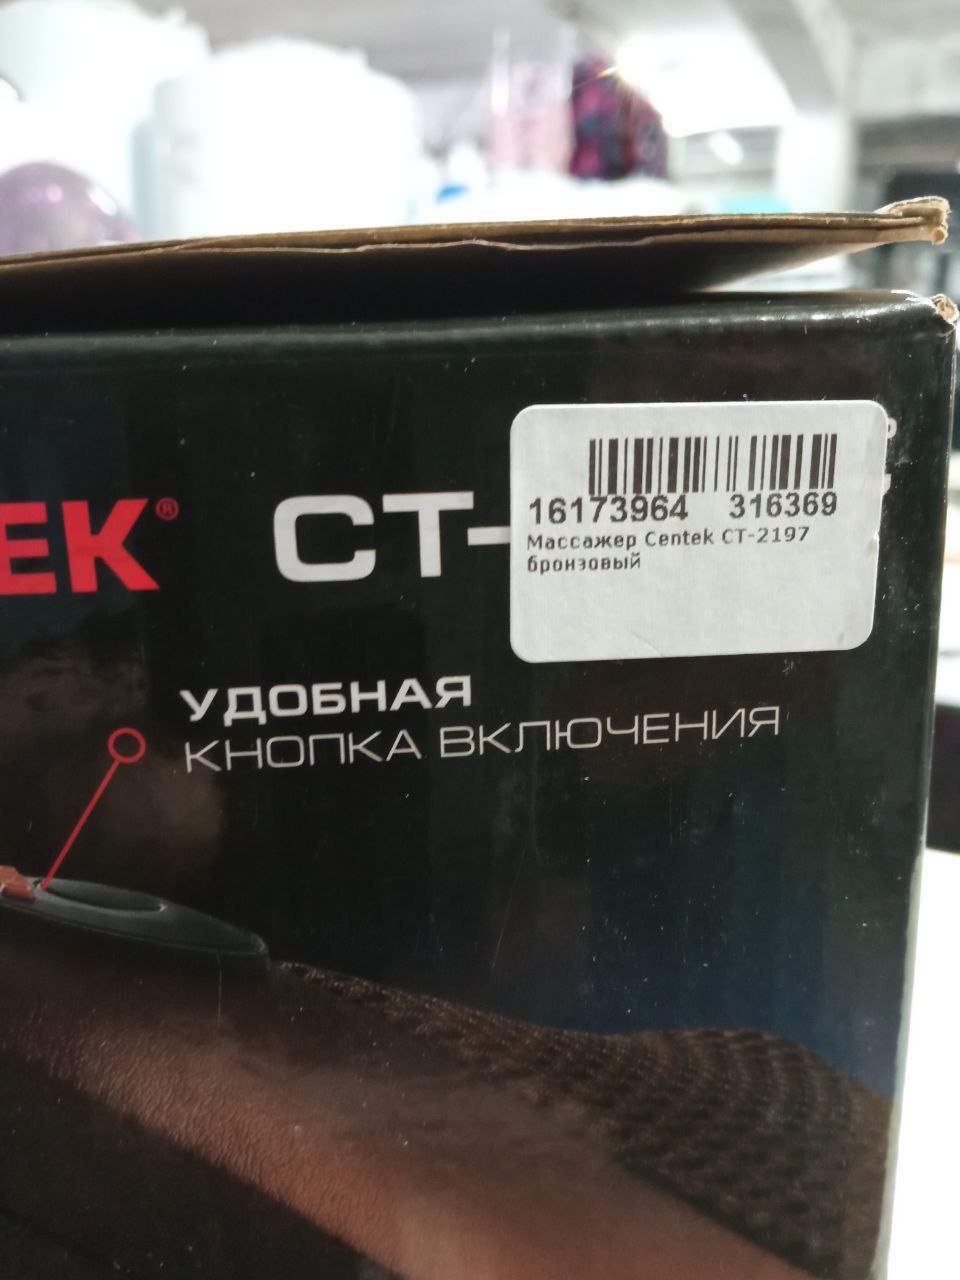 EK®
CT-
16173964 316369
Массажер Centek CT-2197
бронзовый
УДОБНАЯ
КНОПКА ВКЛЮЧЕНИЯ